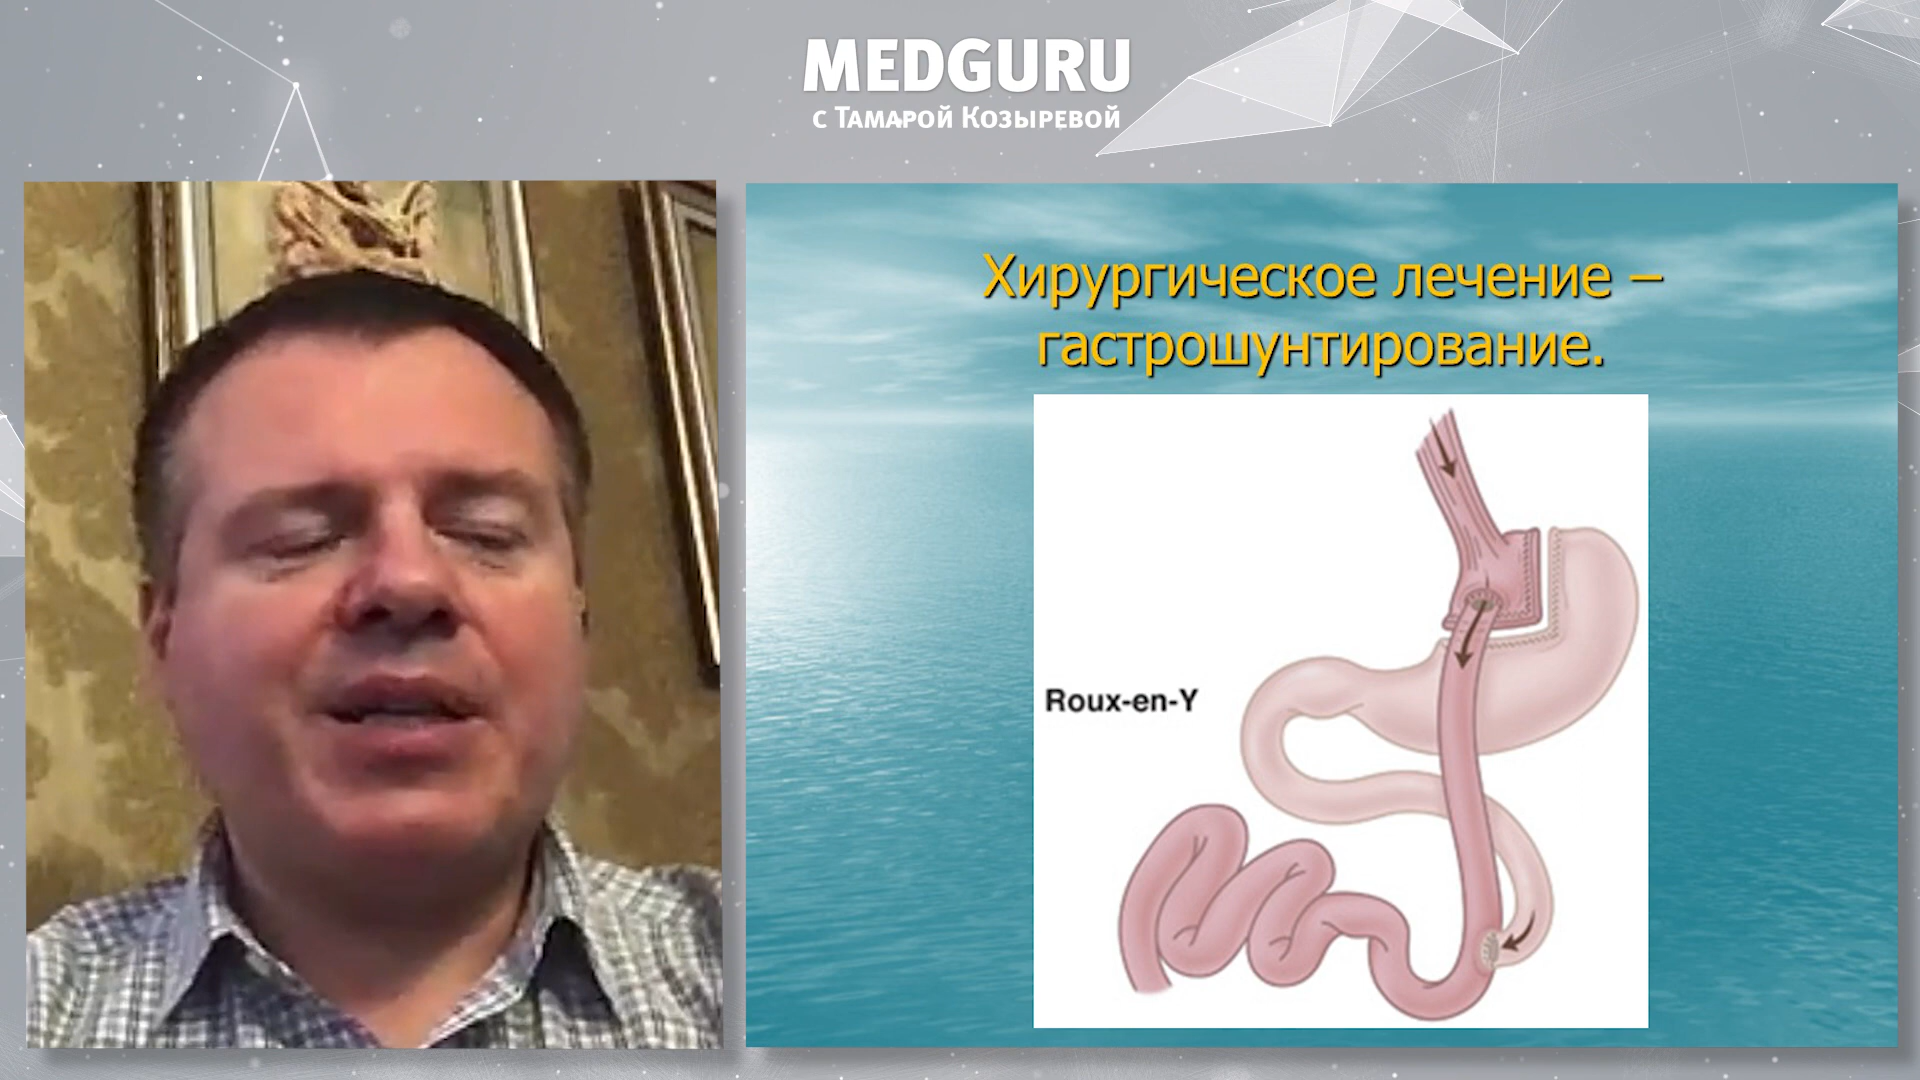 MEDGURU
с Тамарой Козыревой
Хирургическое лечение –
гастрошунтирование.
Roux-en-Y